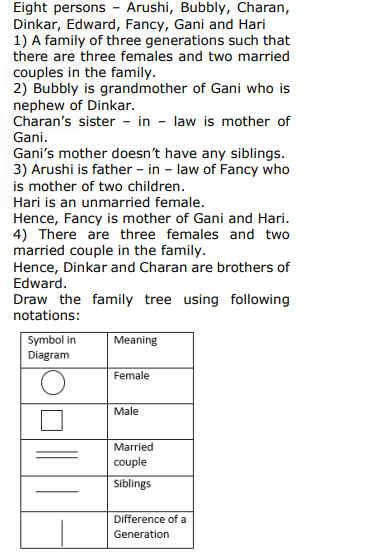 Eight persons – Arushi, Bubbly, Charan,
Dinkar, Edward, Fancy, Gani and Hari
1) A family of three generations such that
there are three females and two married
couples in the family.
2) Bubbly is grandmother of Gani who is
nephew of Dinkar.
Charan's sister – in – law is mother of
Gani.
Gani's mother doesn't have any siblings.
3) Arushi is father – in – law of Fancy who
is mother of two children.
Hari is an unmarried female.
Hence, Fancy is mother of Gani and Hari.
4) There are three females and two
married couple in the family.
Hence, Dinkar and Charan are brothers of
Edward.
Draw the family tree using following
notations:
Symbol in
Diagram
Meaning
Female
Male
Married
couple
Siblings
Difference of a
Generation